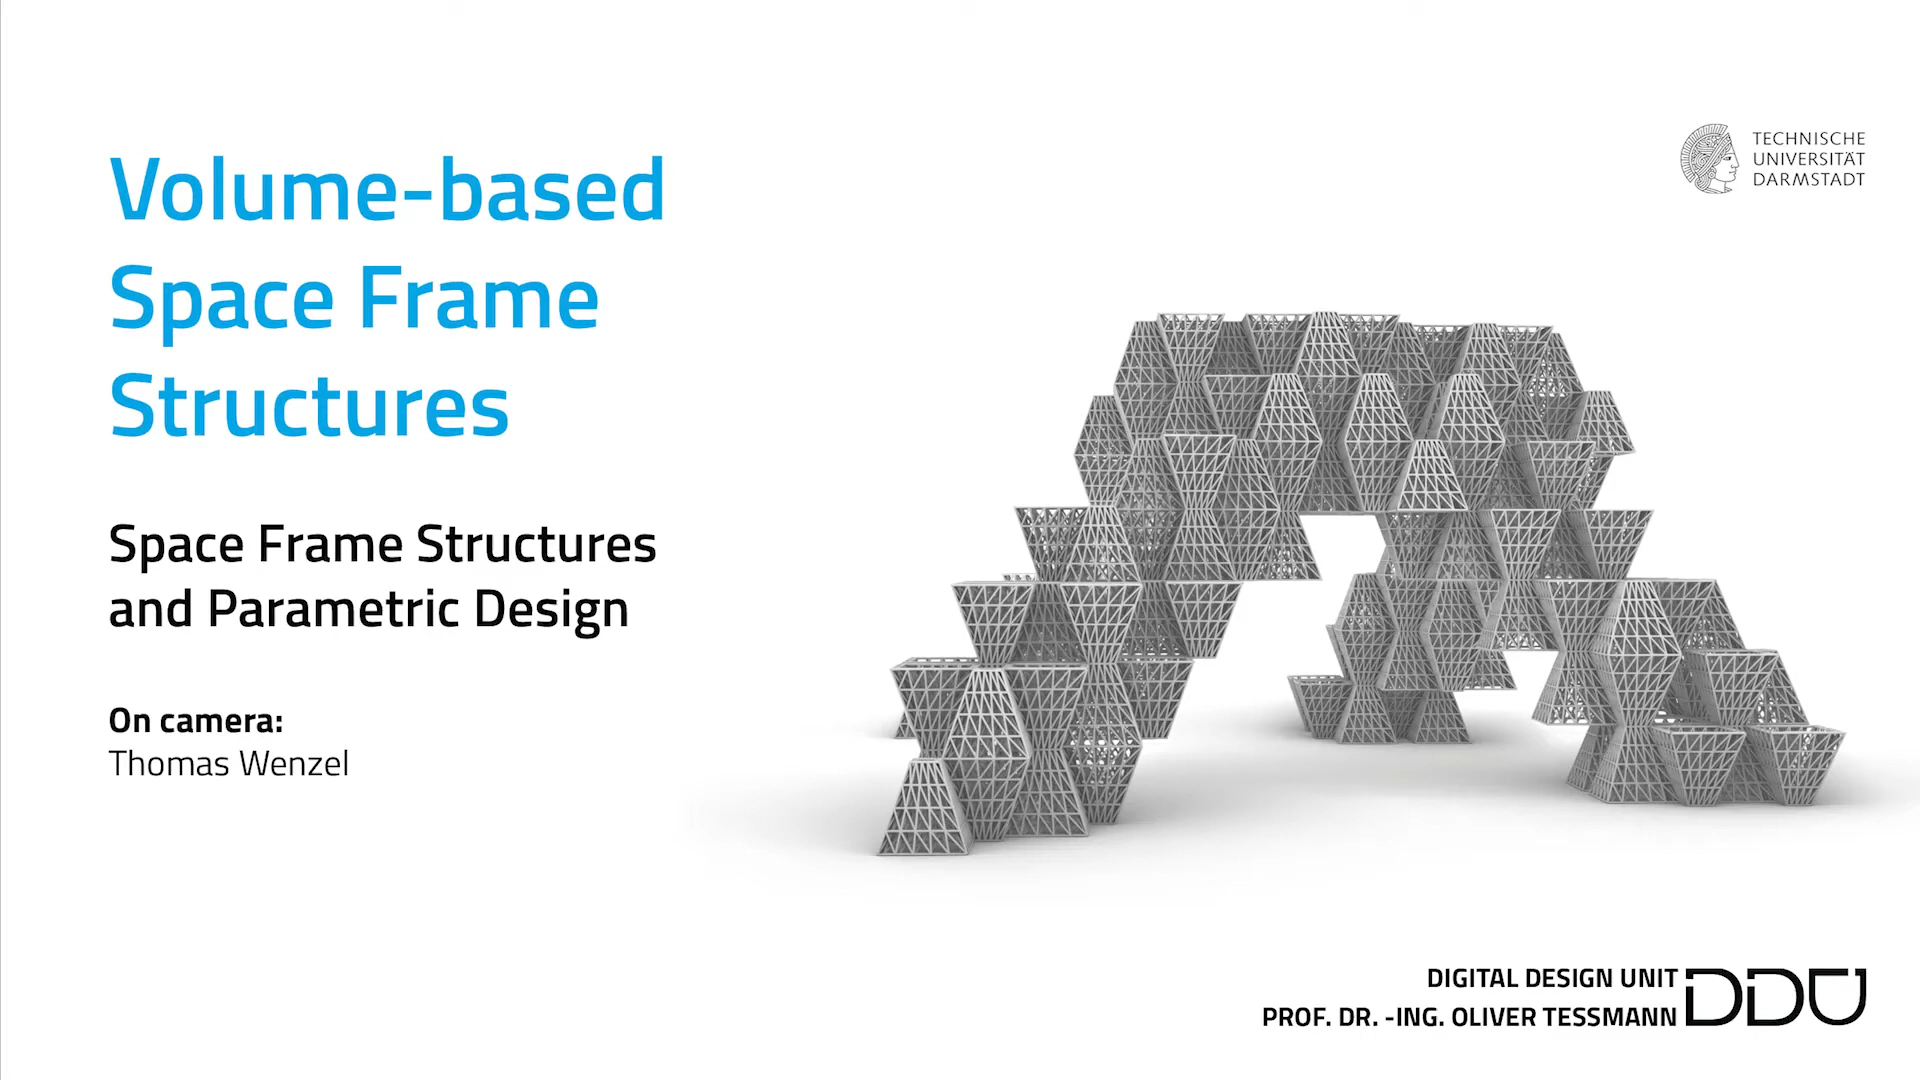 Volume-based
Space Frame
Structures
Space Frame Structures
and Parametric Design
On camera:
Thomas Wenzel
TECHNISCHE
UNIVERSITÄT
DARMSTADT
DIGITAL DESIGN UNIT
PROF. DR. -ING. OLIVER TESSMANN
DDU